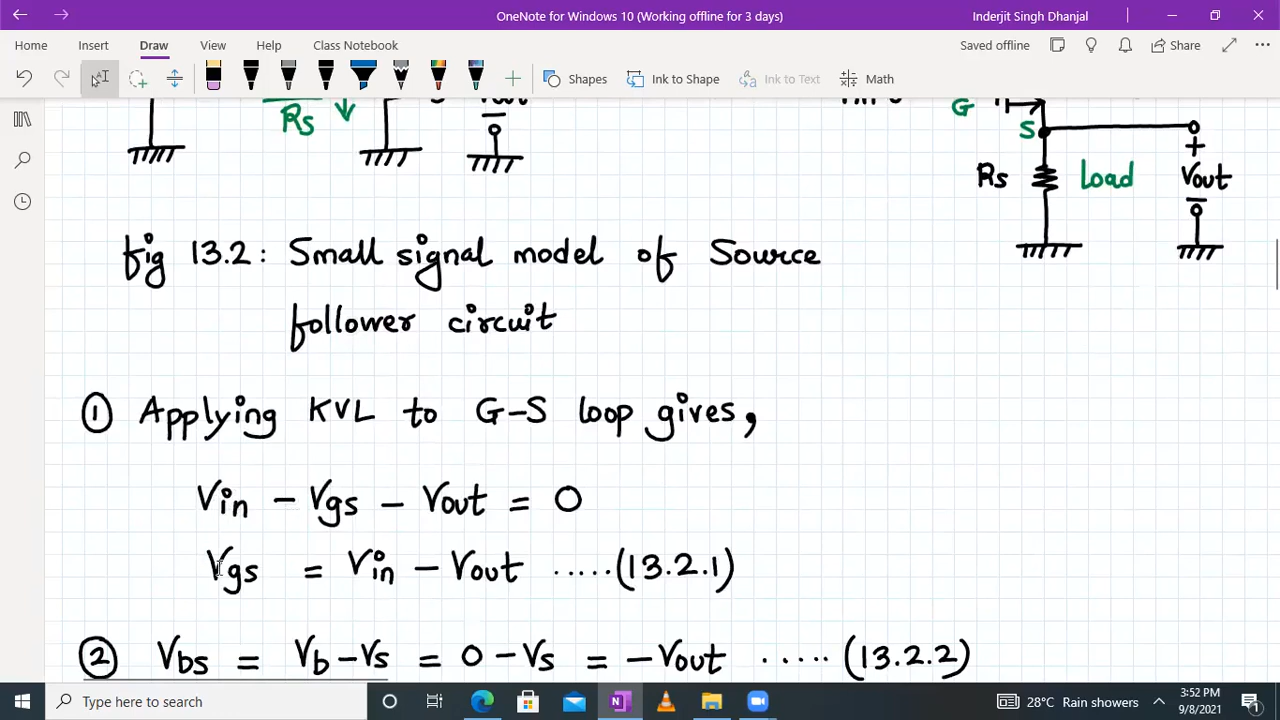 OneNote for Windows 10 (Working offline for 3 days)
Inderjit Singh Dhanjal
Home Insert Draw View Help Class Notebook
Saved offline
Share
Shapes
Ink to Shape
Ink to Text
Math
Rs
Vout
G
S
+
Rs Load Vout
fig 13.2 : Small signal model of Source
follower circuit
① Applying KVL to G-S loop gives,
Vin - Vgs - Vout = 0
Vgs = Vin - Vout .....(13.2.1)
② Vbs = Vb - Vs = 0 - Vs = - Vout .....(13.2.2)
Type here to search
28°C Rain showers
3:52 PM
9/8/2021